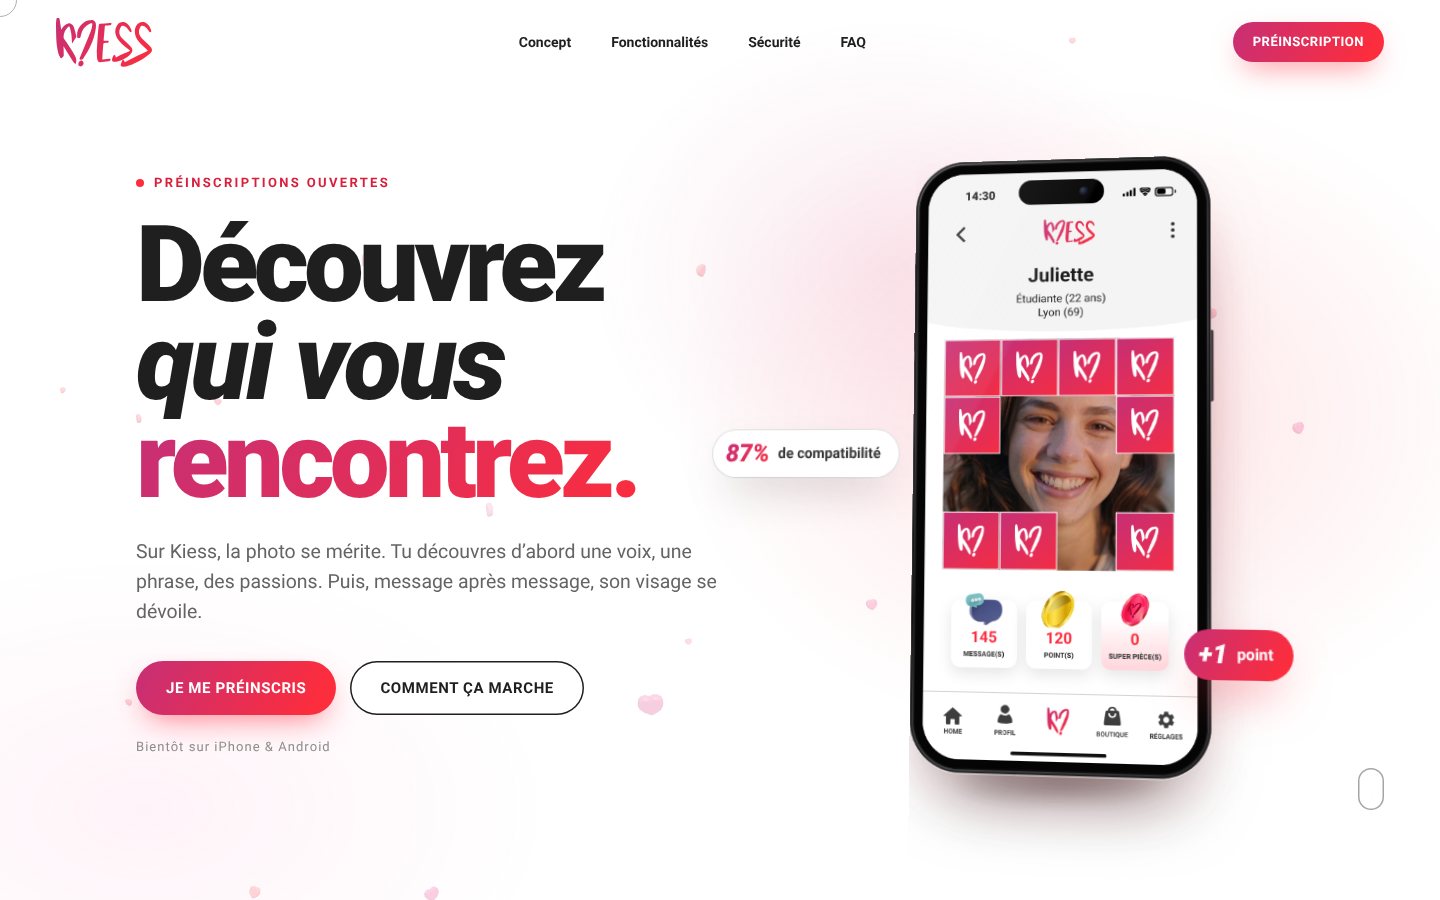 KIESS
Concept
Fonctionnalités
Sécurité
FAQ
PRÉINSCRIPTION
PRÉINSCRIPTIONS OUVERTES
Découvrez
qui vous
rencontrez.
Sur Kiess, la photo se mérite. Tu découvres d’abord une voix, une
phrase, des passions. Puis, message après message, son visage se
dévoile.
JE ME PRÉINSCRIS
COMMENT ÇA MARCHE
Bientôt sur iPhone & Android
87% de compatibilité
14:30
KIESS
Juliette
Étudiante (22 ans)
Lyon (69)
145
MESSAGE(S)
120
POINT(S)
0
SUPER PIÈCE(S)
+1 point
HOME
PROFIL
BOUTIQUE
RÉGLAGES